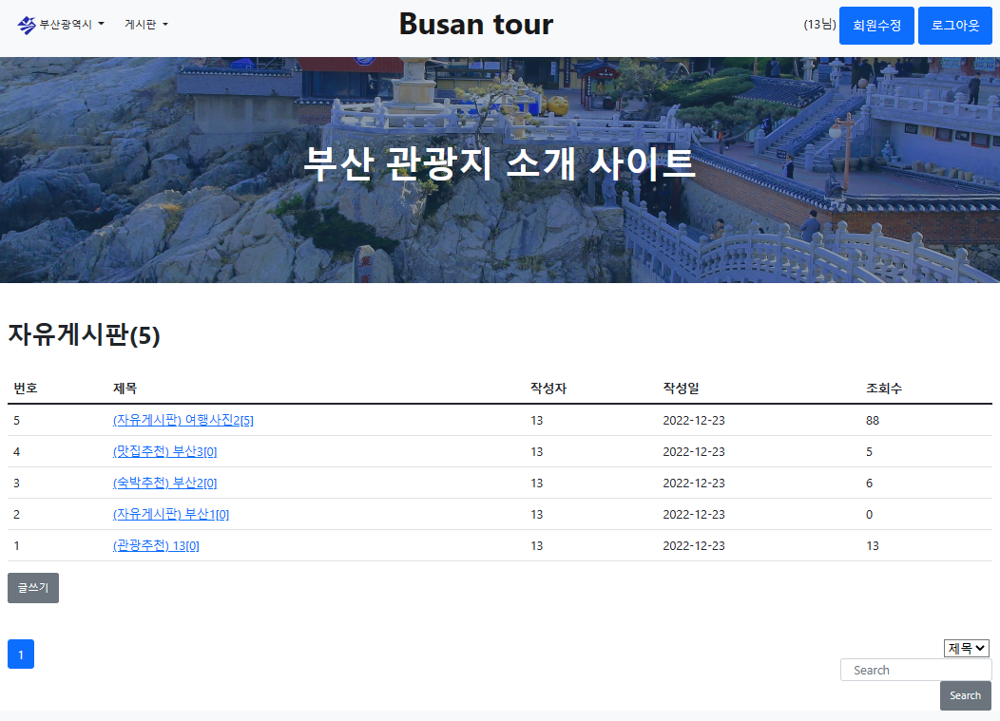 부산광역시 게시판 Busan tour (13님) 회원수정 로그아웃
부산 관광지 소개 사이트
자유게시판(5)
번호 제목 작성자 작성일 조회수
5 (자유게시판) 여행사진2[5] 13 2022-12-23 88
4 (맛집추천) 부산3[0] 13 2022-12-23 5
3 (숙박추천) 부산2[0] 13 2022-12-23 6
2 (자유게시판) 부산1[0] 13 2022-12-23 0
1 (관광추천) 13[0] 13 2022-12-23 13
글쓰기
1 제목
Search
Search